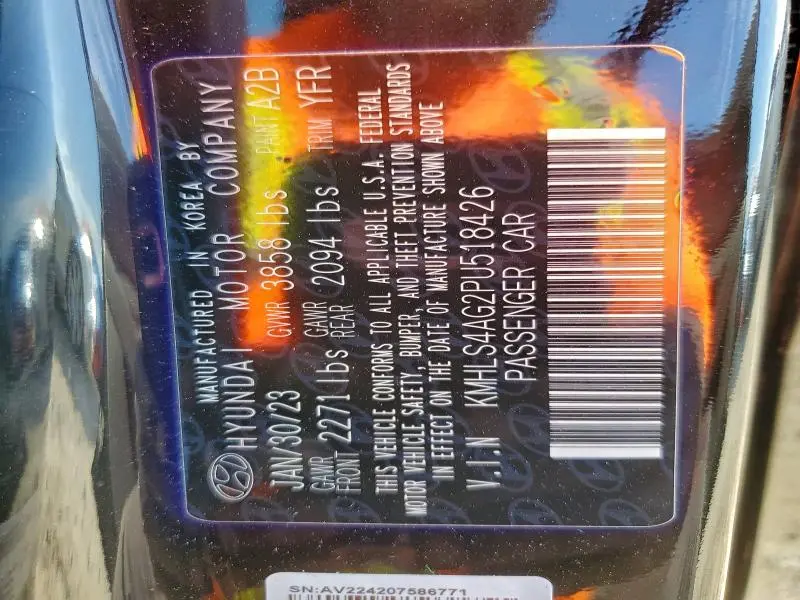 MANUFACTURED IN KOREA BY
HYUNDAI MOTOR COMPANY
JAN/30/23 GVWR 3858 lbs PAINT A2B
GAWR FRONT 2271 lbs GAWR REAR 2094 lbs TRIM YFR
THIS VEHICLE CONFORMS TO ALL APPLICABLE U.S.A. FEDERAL
MOTOR VEHICLE SAFETY, BUMPER, AND THEFT PREVENTION STANDARDS
IN EFFECT ON THE DATE OF MANUFACTURE SHOWN ABOVE
V.I.N KMHLS4AG2PU518426
PASSENGER CAR
SN:AV224207586771